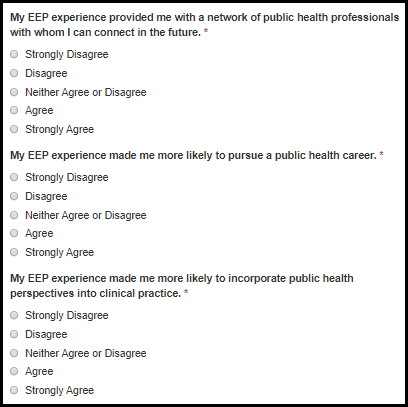 My EEP experience provided me with a network of public health professionals
with whom I can connect in the future. *
Strongly Disagree
Disagree
Neither Agree or Disagree
Agree
Strongly Agree
My EEP experience made me more likely to pursue a public health career. *
Strongly Disagree
Disagree
Neither Agree or Disagree
Agree
Strongly Agree
My EEP experience made me more likely to incorporate public health
perspectives into clinical practice. *
Strongly Disagree
Disagree
Neither Agree or Disagree
Agree
Strongly Agree